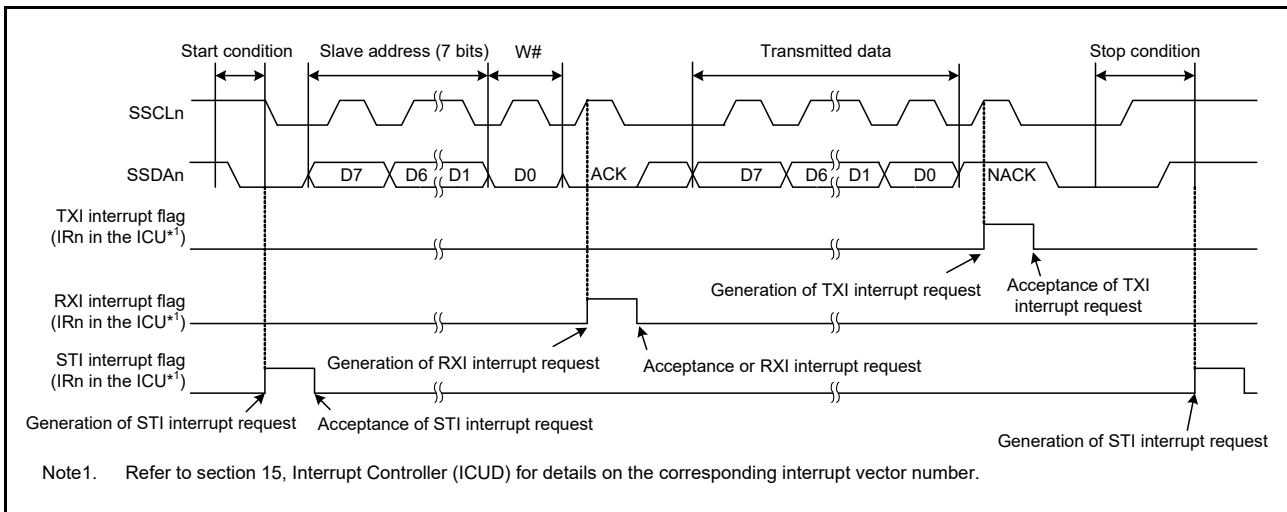 Start condition Slave address (7 bits) W# Transmitted data Stop condition
SSCLn
SSDAn D7 D6 D1 D0 ACK D7 D6 D1 D0 NACK
TXI interrupt flag
(IRn in the ICU*1)
Generation of TXI interrupt request
Acceptance of TXI
interrupt request
RXI interrupt flag
(IRn in the ICU*1)
Generation of RXI interrupt request
Acceptance or RXI interrupt request
STI interrupt flag
(IRn in the ICU*1)
Generation of STI interrupt request
Acceptance of STI interrupt request
Generation of STI interrupt request
Note1. Refer to section 15, Interrupt Controller (ICUD) for details on the corresponding interrupt vector number.